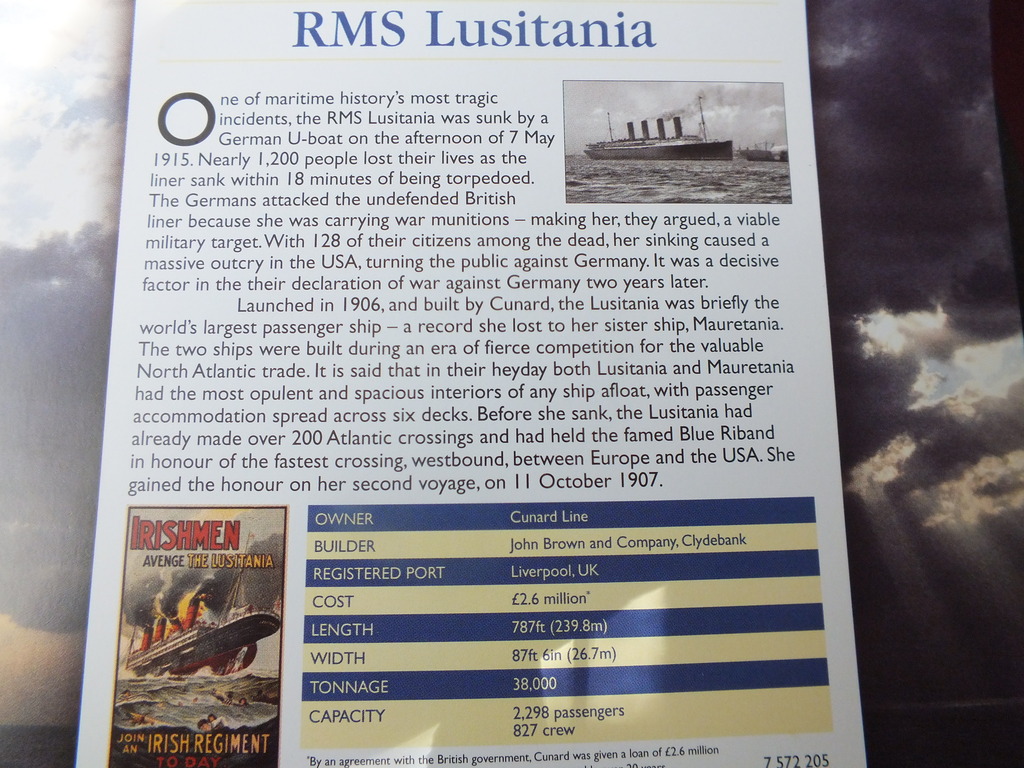 RMS Lusitania
One of maritime history's most tragic
incidents, the RMS Lusitania was sunk by a
German U-boat on the afternoon of 7 May
1915. Nearly 1,200 people lost their lives as the
liner sank within 18 minutes of being torpedoed.
The Germans attacked the undefended British
liner because she was carrying war munitions – making her, they argued, a viable
military target. With 128 of their citizens among the dead, her sinking caused a
massive outcry in the USA, turning the public against Germany. It was a decisive
factor in the their declaration of war against Germany two years later.
Launched in 1906, and built by Cunard, the Lusitania was briefly the
world's largest passenger ship – a record she lost to her sister ship, Mauretania.
The two ships were built during an era of fierce competition for the valuable
North Atlantic trade. It is said that in their heyday both Lusitania and Mauretania
had the most opulent and spacious interiors of any ship afloat, with passenger
accommodation spread across six decks. Before she sank, the Lusitania had
already made over 200 Atlantic crossings and had held the famed Blue Riband
in honour of the fastest crossing, westbound, between Europe and the USA. She
gained the honour on her second voyage, on 11 October 1907.
IRISHMEN
AVENGE THE LUSITANIA
JOIN AN IRISH REGIMENT
TO DAY
OWNER Cunard Line
BUILDER John Brown and Company, Clydebank
REGISTERED PORT Liverpool, UK
COST £2.6 million*
LENGTH 787ft (239.8m)
WIDTH 87ft 6in (26.7m)
TONNAGE 38,000
CAPACITY 2,298 passengers
827 crew
*By an agreement with the British government, Cunard was given a loan of £2.6 million
20 years
7 572 205